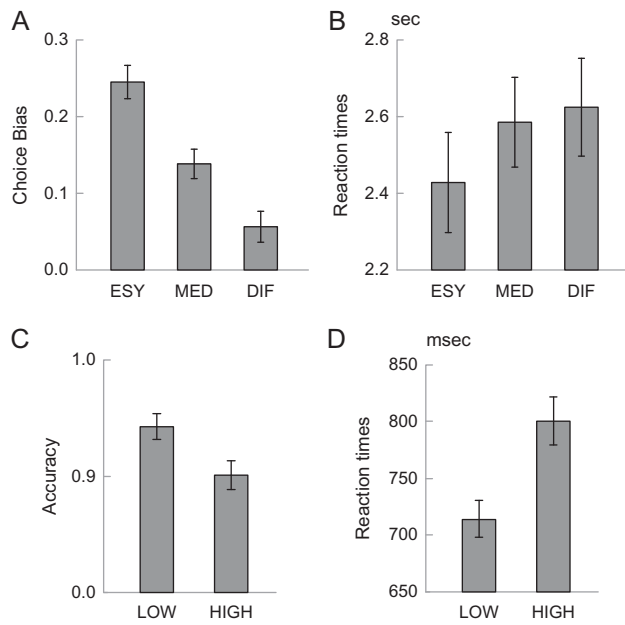 A
Choice Bias
0.3
0.2
0.1
0.0
ESY MED DIF
B
sec
Reaction times
2.8
2.6
2.4
2.2
ESY MED DIF
C
Accuracy
1.0
0.9
0.0
LOW HIGH
D
msec
Reaction times
850
800
750
700
650
LOW HIGH